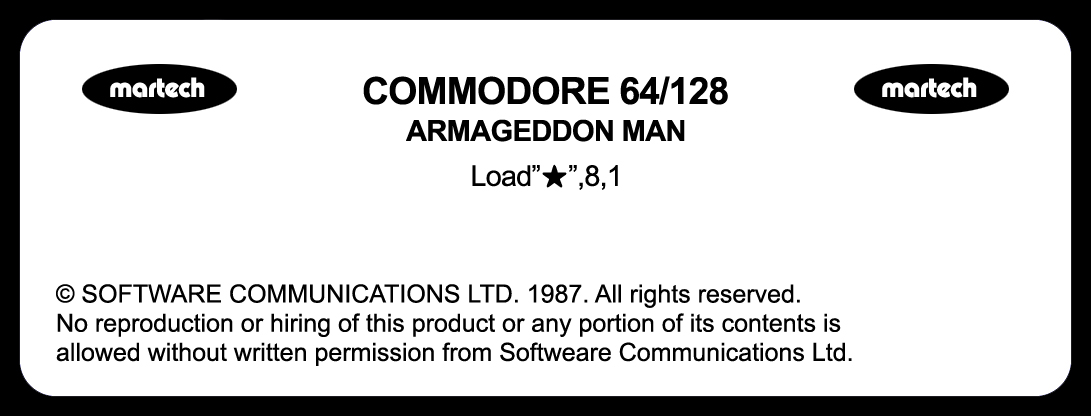 martech
COMMODORE 64/128
martech
ARMAGEDDON MAN
Load”★”,8,1
© SOFTWARE COMMUNICATIONS LTD. 1987. All rights reserved.
No reproduction or hiring of this product or any portion of its contents is
allowed without written permission from Softweare Communications Ltd.